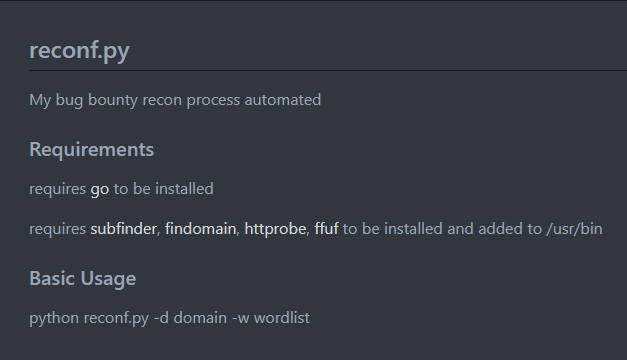 reconf.py
My bug bounty recon process automated
Requirements
requires go to be installed
requires subfinder, findomain, httprobe, ffuf to be installed and added to /usr/bin
Basic Usage
python reconf.py -d domain -w wordlist